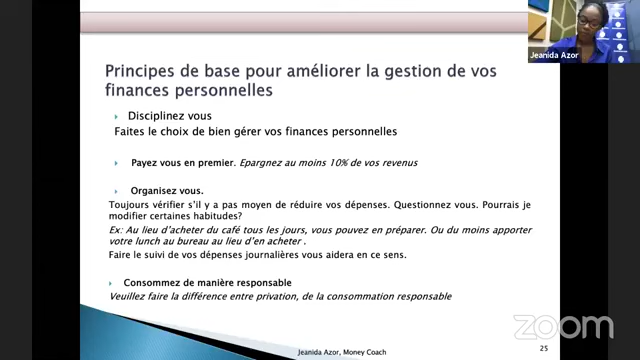 Jeanida Azor
Principes de base pour améliorer la gestion de vos
finances personnelles
Disciplinez vous
Faites le choix de bien gérer vos finances personnelles
Payez vous en premier. Epargnez au moins 10% de vos revenus
Organisez vous.
Toujours vérifier s'il y a pas moyen de réduire vos dépenses. Questionnez vous. Pourrais je
modifier certaines habitudes?
Ex: Au lieu d'acheter du café tous les jours, vous pouvez en préparer. Ou du moins apporter
votre lunch au bureau au lieu d'en acheter .
Faire le suivi de vos dépenses journalières vous aidera en ce sens.
Consommez de manière responsable
Veuillez faire la différence entre privation, de la consommation responsable
zoom
25
Jeanida Azor, Money Coach